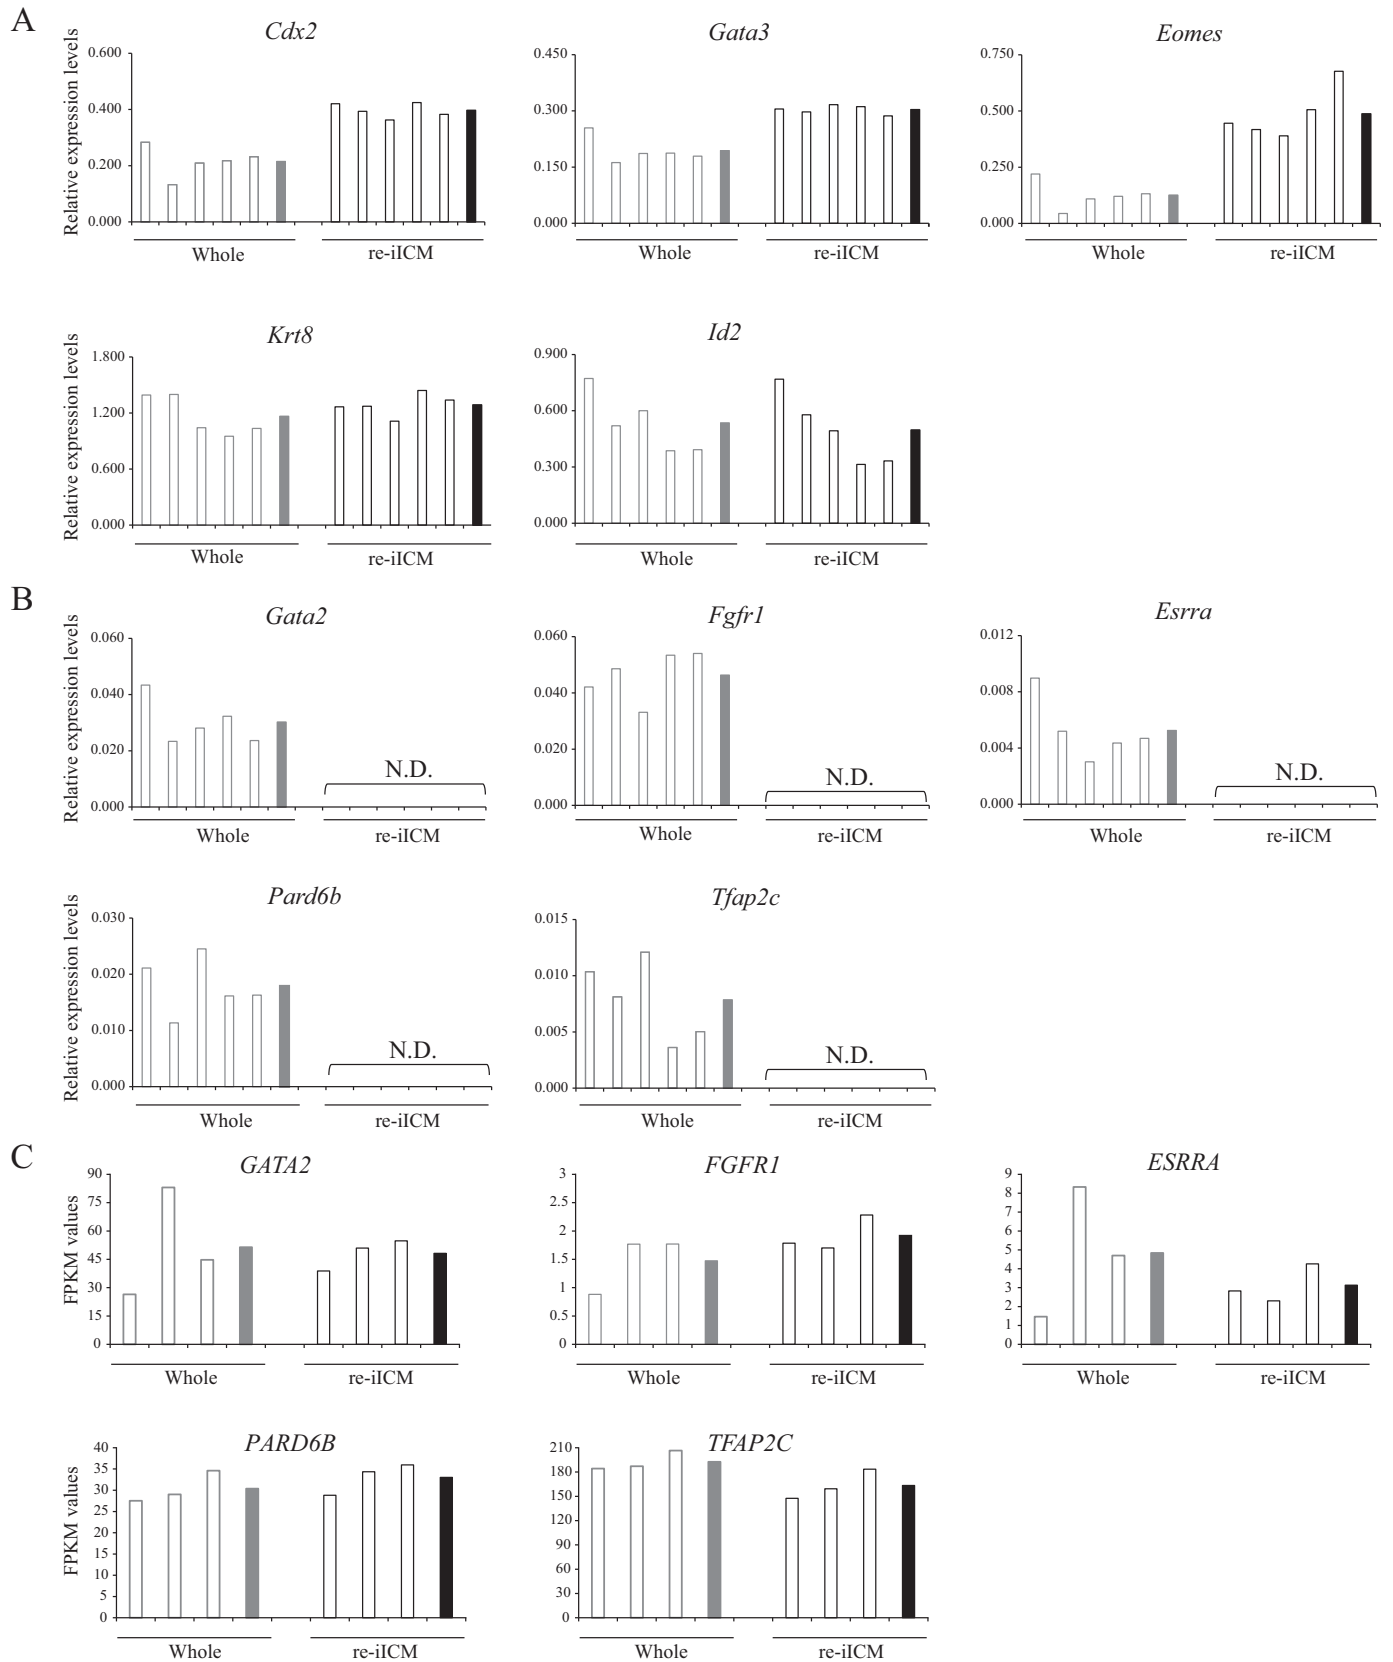 A
Cdx2
Gata3
Eomes
Relative expression levels
0.600
0.400
0.200
0.000
Whole
re-iICM
0.450
0.300
0.150
0.000
Whole
re-iICM
0.750
0.500
0.250
0.000
Whole
re-iICM
Krt8
Id2
Relative expression levels
1.800
1.200
0.600
0.000
Whole
re-iICM
0.900
0.600
0.300
0.000
Whole
re-iICM
B
Gata2
Fgfr1
Esrra
Relative expression levels
0.060
0.040
0.020
0.000
N.D.
Whole
re-iICM
0.060
0.040
0.020
0.000
N.D.
Whole
re-iICM
0.012
0.008
0.004
0.000
N.D.
Whole
re-iICM
Pard6b
Tfap2c
Relative expression levels
0.030
0.020
0.010
0.000
N.D.
Whole
re-iICM
0.015
0.010
0.005
0.000
N.D.
Whole
re-iICM
C
GATA2
FGFR1
ESRRA
FPKM values
90
75
60
45
30
15
0
Whole
re-iICM
3
2.5
2
1.5
1
0.5
0
Whole
re-iICM
9
8
7
6
5
4
3
2
1
0
Whole
re-iICM
PARD6B
TFAP2C
FPKM values
40
35
30
25
20
15
10
5
0
Whole
re-iICM
210
180
150
120
90
60
30
0
Whole
re-iICM